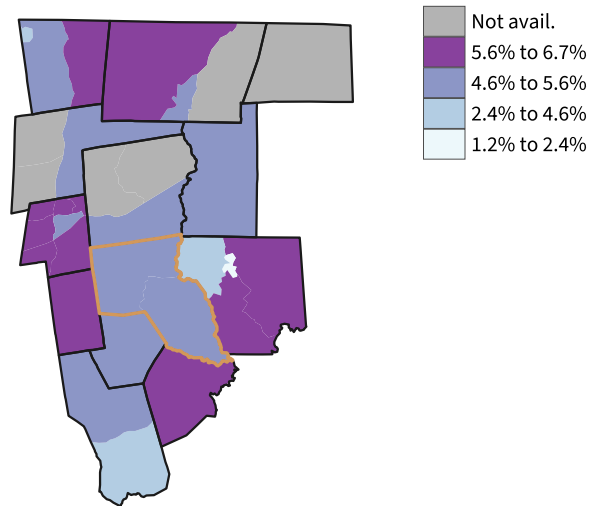 Not avail.
5.6% to 6.7%
4.6% to 5.6%
2.4% to 4.6%
1.2% to 2.4%